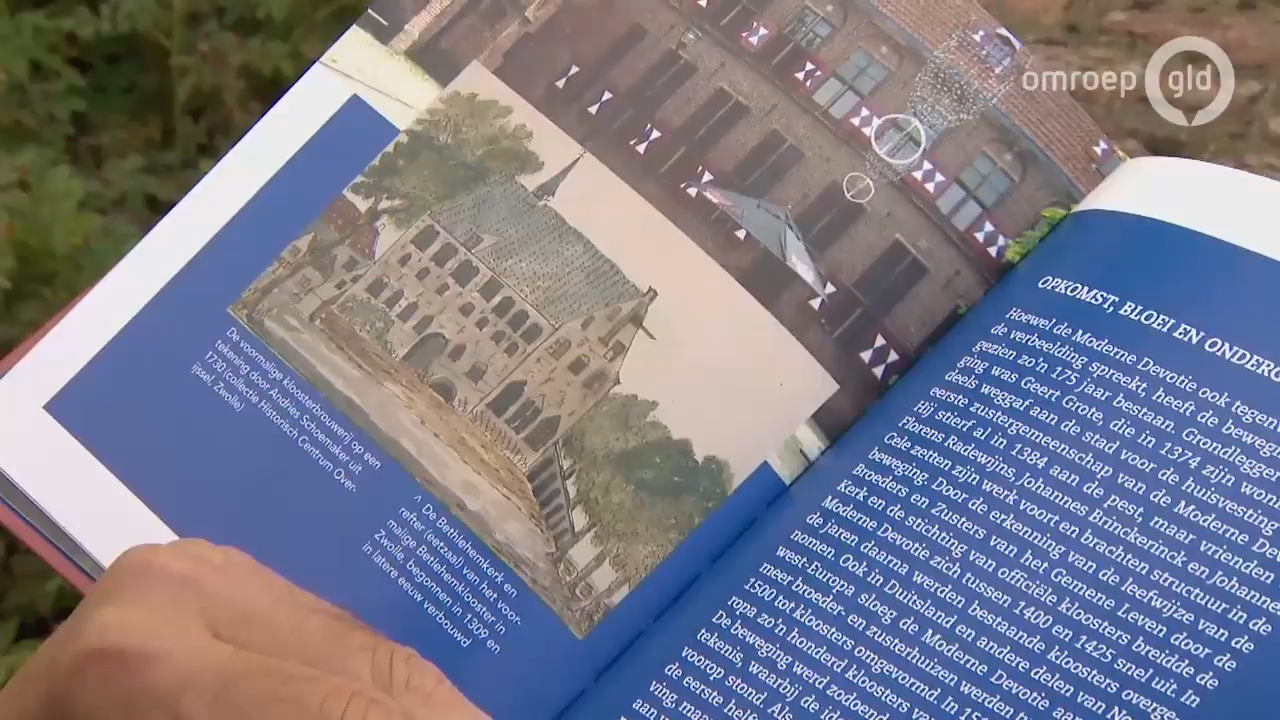 omroep gld
De voormalige kloosterbrouwerij op een
tekening door Andries Schoemaker uit
1730 (collectie Historisch Centrum Over-
ijssel, Zwolle)
^ De Bethlehemkerk en
refter (eetzaal) van het voor-
malige Bethlehemklooster in
Zwolle, begonnen in 1309 en
in latere eeuw verbouwd
OPKOMST, BLOEI EN ONDERG
Hoewel de Moderne Devotie ook tegen
de verbeelding spreekt, heeft de beweg
gezien zo'n 175 jaar bestaan. Grondlegger
ging was Geert Grote, die in 1374 zijn won
deels weggaf aan de stad voor de huisvesting
eerste zustergemeenschap van de Moderne Dev
Hij stierf al in 1384 aan de pest, maar vrienden
Florens Radewijns, Johannes Brinckerinck en Johanne
Gele zetten zijn werk voort en brachten structuur in de
beweging. Door de erkenning van de leefwijze van de
Broeders en Zusters van het Gemene Leven door de
Kerk en de stichting van officiële kloosters breidde de
Moderne Devotie zich tussen 1400 en 1425 snel uit. In
de jaren daarna werden bestaande kloosters overge
nomen. Ook in Duitsland en andere delen van No
west-Europa sloeg de Moderne Devotie aan
meer broeder- en zusterhuizen werden
1500 tot kloosters omgevormd. In
ropa zo'n honderd kloosters van
De beweging werd zodoend
tekenis, waarbij de
voorop stond. Als
de eerste helf
ving, maa